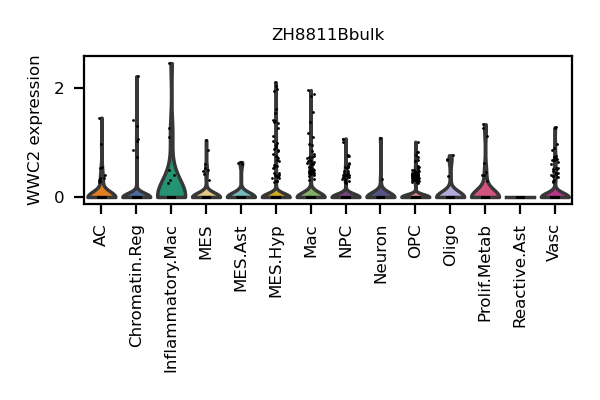 ZH8811Bbulk
WWC2 expression
2
0
AC
Chromatin.Reg
Inflammatory.Mac
MES
MES.Ast
MES.Hyp
Mac
NPC
Neuron
OPC
Oligo
Prolif.Metab
Reactive.Ast
Vasc